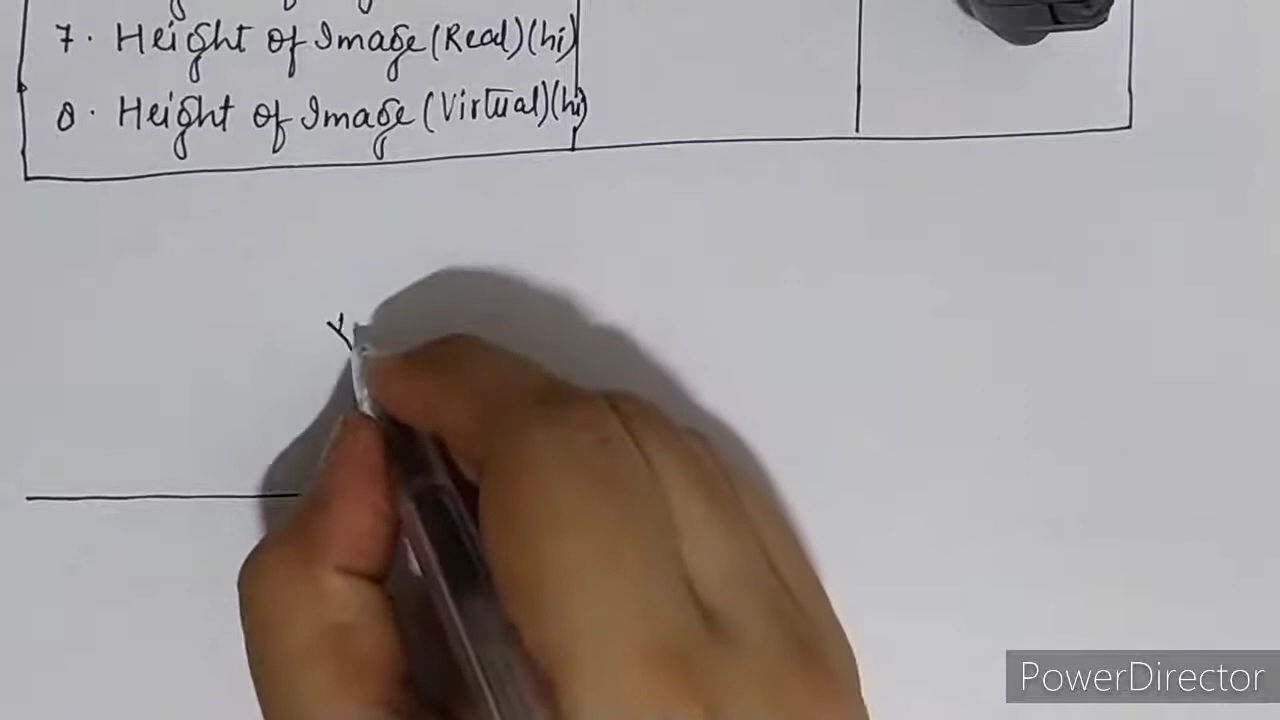 7. Height of Image (Real)(hi)
8. Height of Image (Virtual)(hi)
PowerDirector